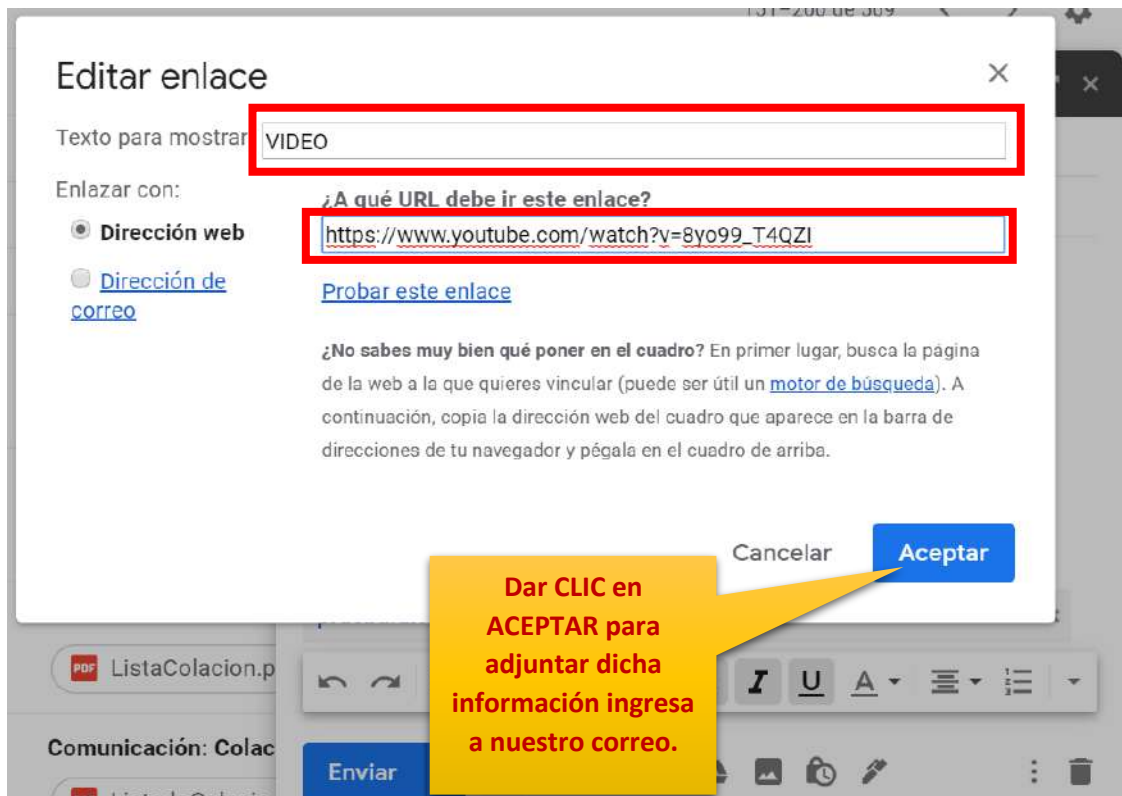 Editar enlace
Texto para mostrar VIDEO
Enlazar con:
¿A qué URL debe ir este enlace?
Dirección web
https://www.youtube.com/watch?v=8yo99_T4QZI
Dirección de
correo
Probar este enlace
¿No sabes muy bien qué poner en el cuadro? En primer lugar, busca la página
de la web a la que quieres vincular (puede ser útil un motor de búsqueda). A
continuación, copia la dirección web del cuadro que aparece en la barra de
direcciones de tu navegador y pégala en el cuadro de arriba.
Cancelar Aceptar
Dar CLIC en
ACEPTAR para
adjuntar dicha
información ingresa
a nuestro correo.
PDF ListaColacion.p
I U A
Comunicación: Colac
Enviar